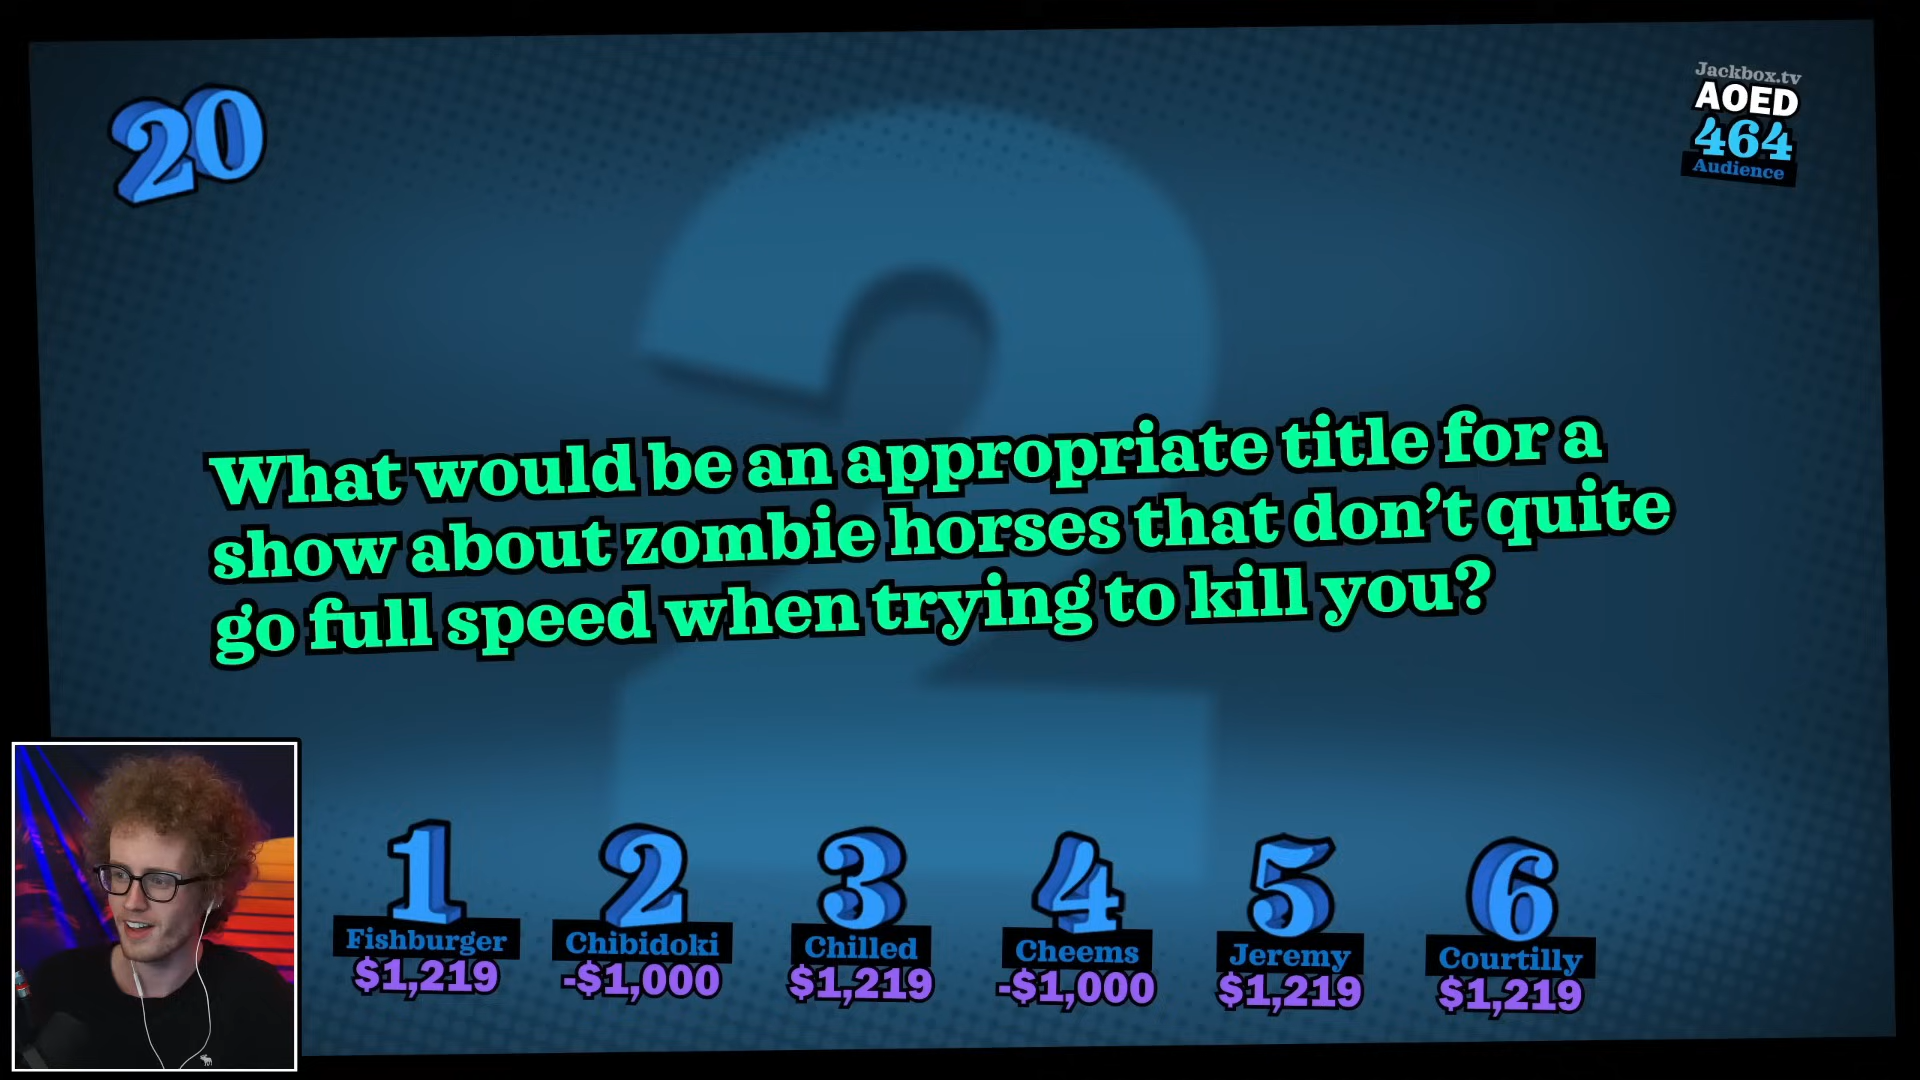 20
Jackbox.tv
AOED
464
Audience
What would be an appropriate title for a
show about zombie horses that don’t quite
go full speed when trying to kill you?
2
1
Fishburger
$1,219
2
Chibidoki
-$1,000
3
Chilled
$1,219
4
Cheems
-$1,000
5
Jeremy
$1,219
6
Courtilly
$1,219